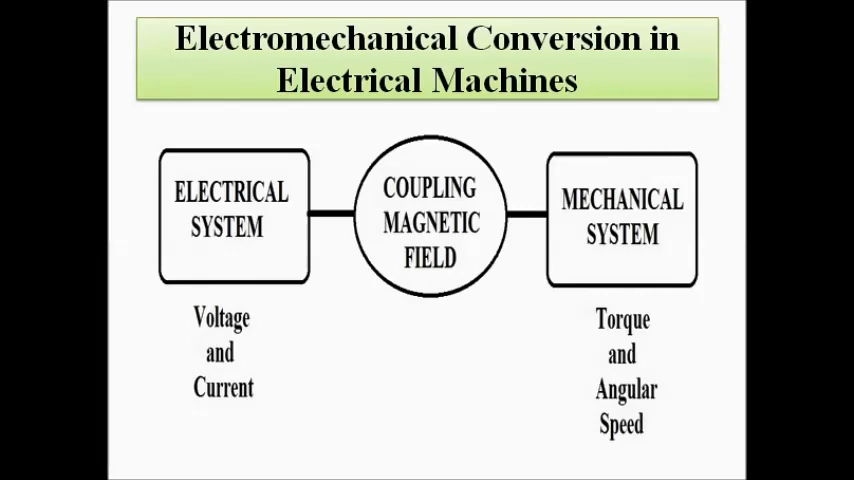 Electromechanical Conversion in
Electrical Machines
ELECTRICAL
SYSTEM
COUPLING
MAGNETIC
FIELD
MECHANICAL
SYSTEM
Voltage
and
Current
Torque
and
Angular
Speed